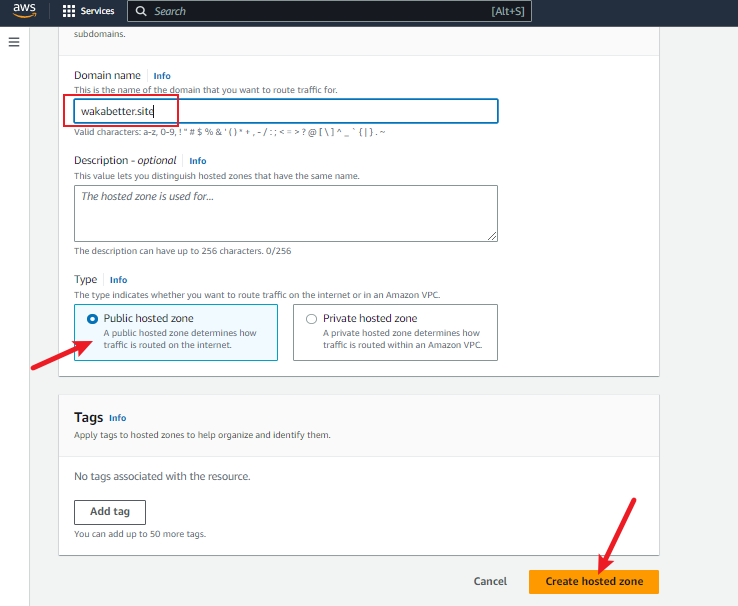 aws
Services
Search
[Alt+S]
subdomains.
Domain name
Info
This is the name of the domain that you want to route traffic for.
wakabetter.site
Valid characters: a-z, 0-9, ! " # $ % & ' ( ) * + , - / : ; < = > ? @ [ \ ] ^ _ ` { | } . ~
Description - optional
Info
This value lets you distinguish hosted zones that have the same name.
The hosted zone is used for...
The description can have up to 256 characters. 0/256
Type
Info
The type indicates whether you want to route traffic on the internet or in an Amazon VPC.
Public hosted zone
A public hosted zone determines how
traffic is routed on the internet.
Private hosted zone
A private hosted zone determines how
traffic is routed within an Amazon VPC.
Tags
Info
Apply tags to hosted zones to help organize and identify them.
No tags associated with the resource.
Add tag
You can add up to 50 more tags.
Cancel
Create hosted zone